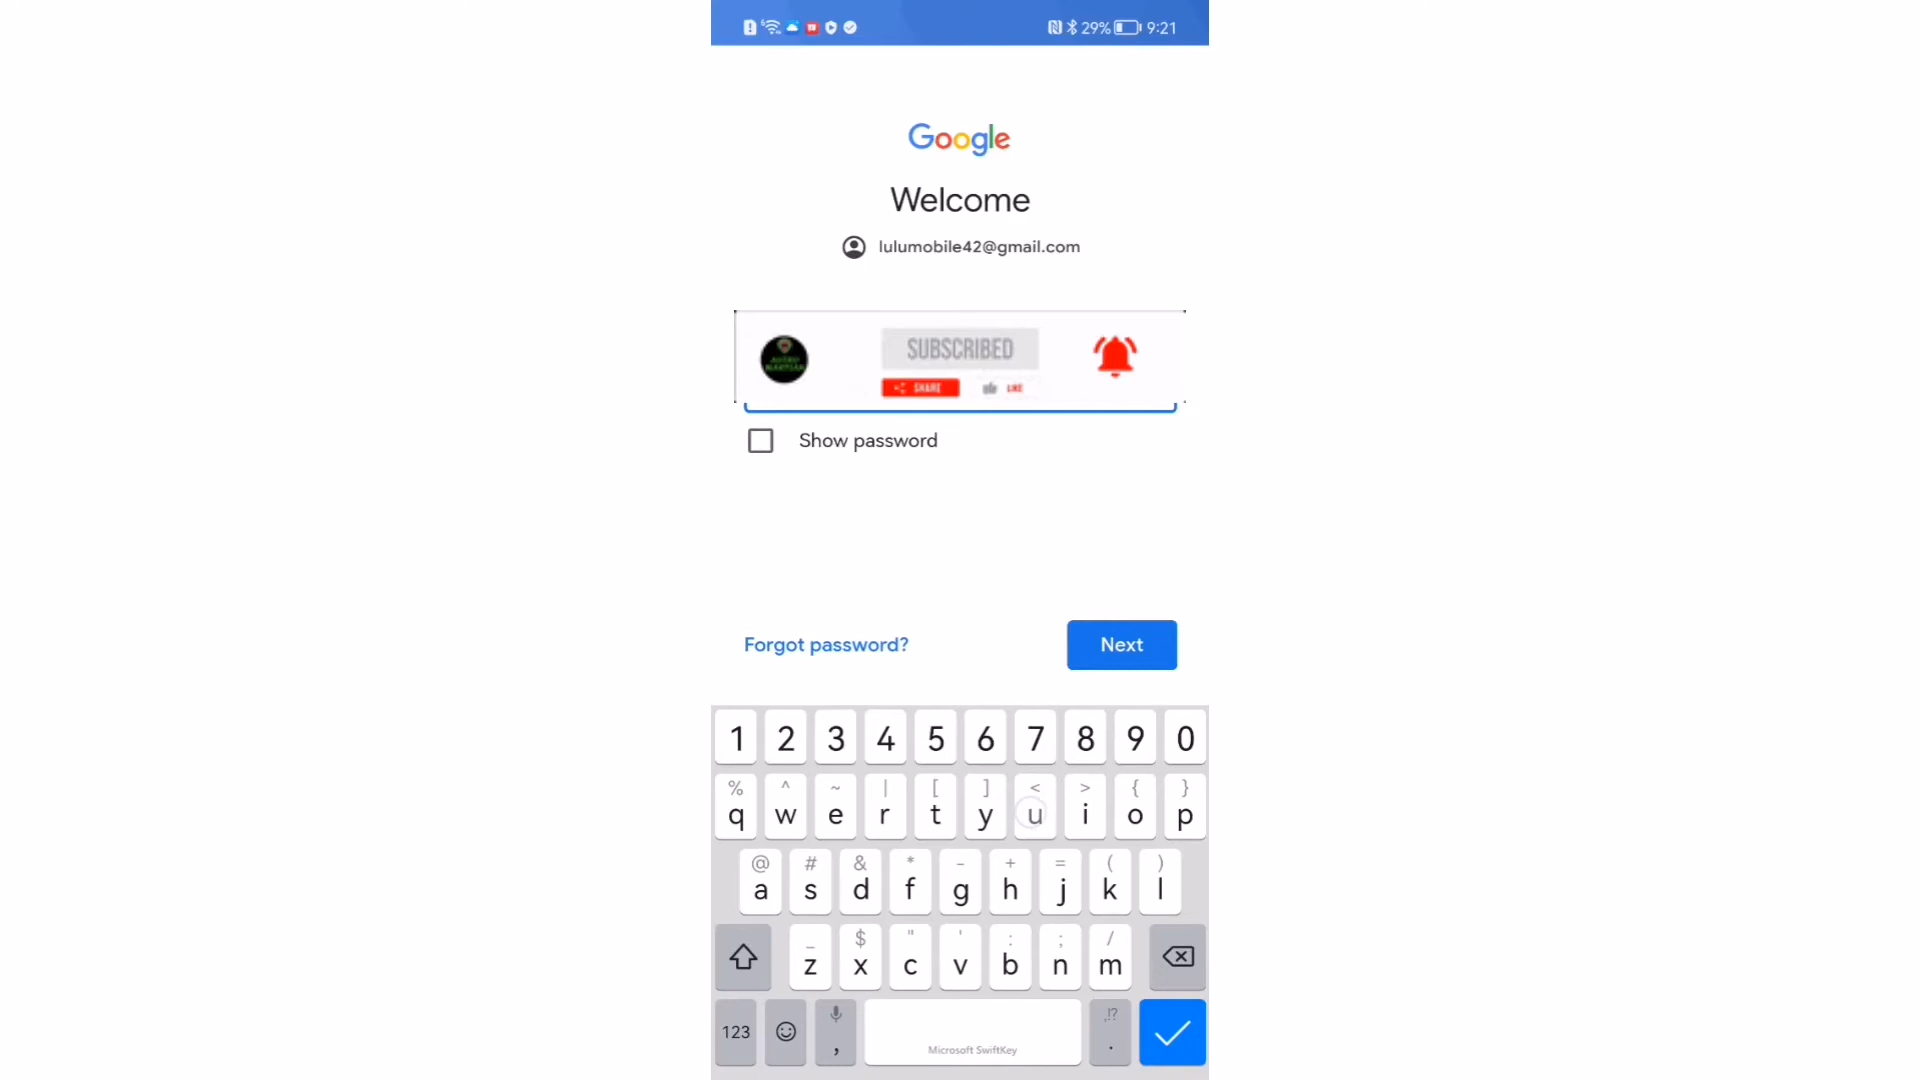 29% 9:21
Google
Welcome
lulumobile42@gmail.com
SUBSCRIBED
SHARE LIKE
Show password
Forgot password? Next
1 2 3 4 5 6 7 8 9 0
% ^ ~ | [ ] < > { }
q w e r t y u i o p
@ # & * - + = ( )
a s d f g h j k l
_ $ " ' : ; /
z x c v b n m
,!?
123 , .
Microsoft SwiftKey